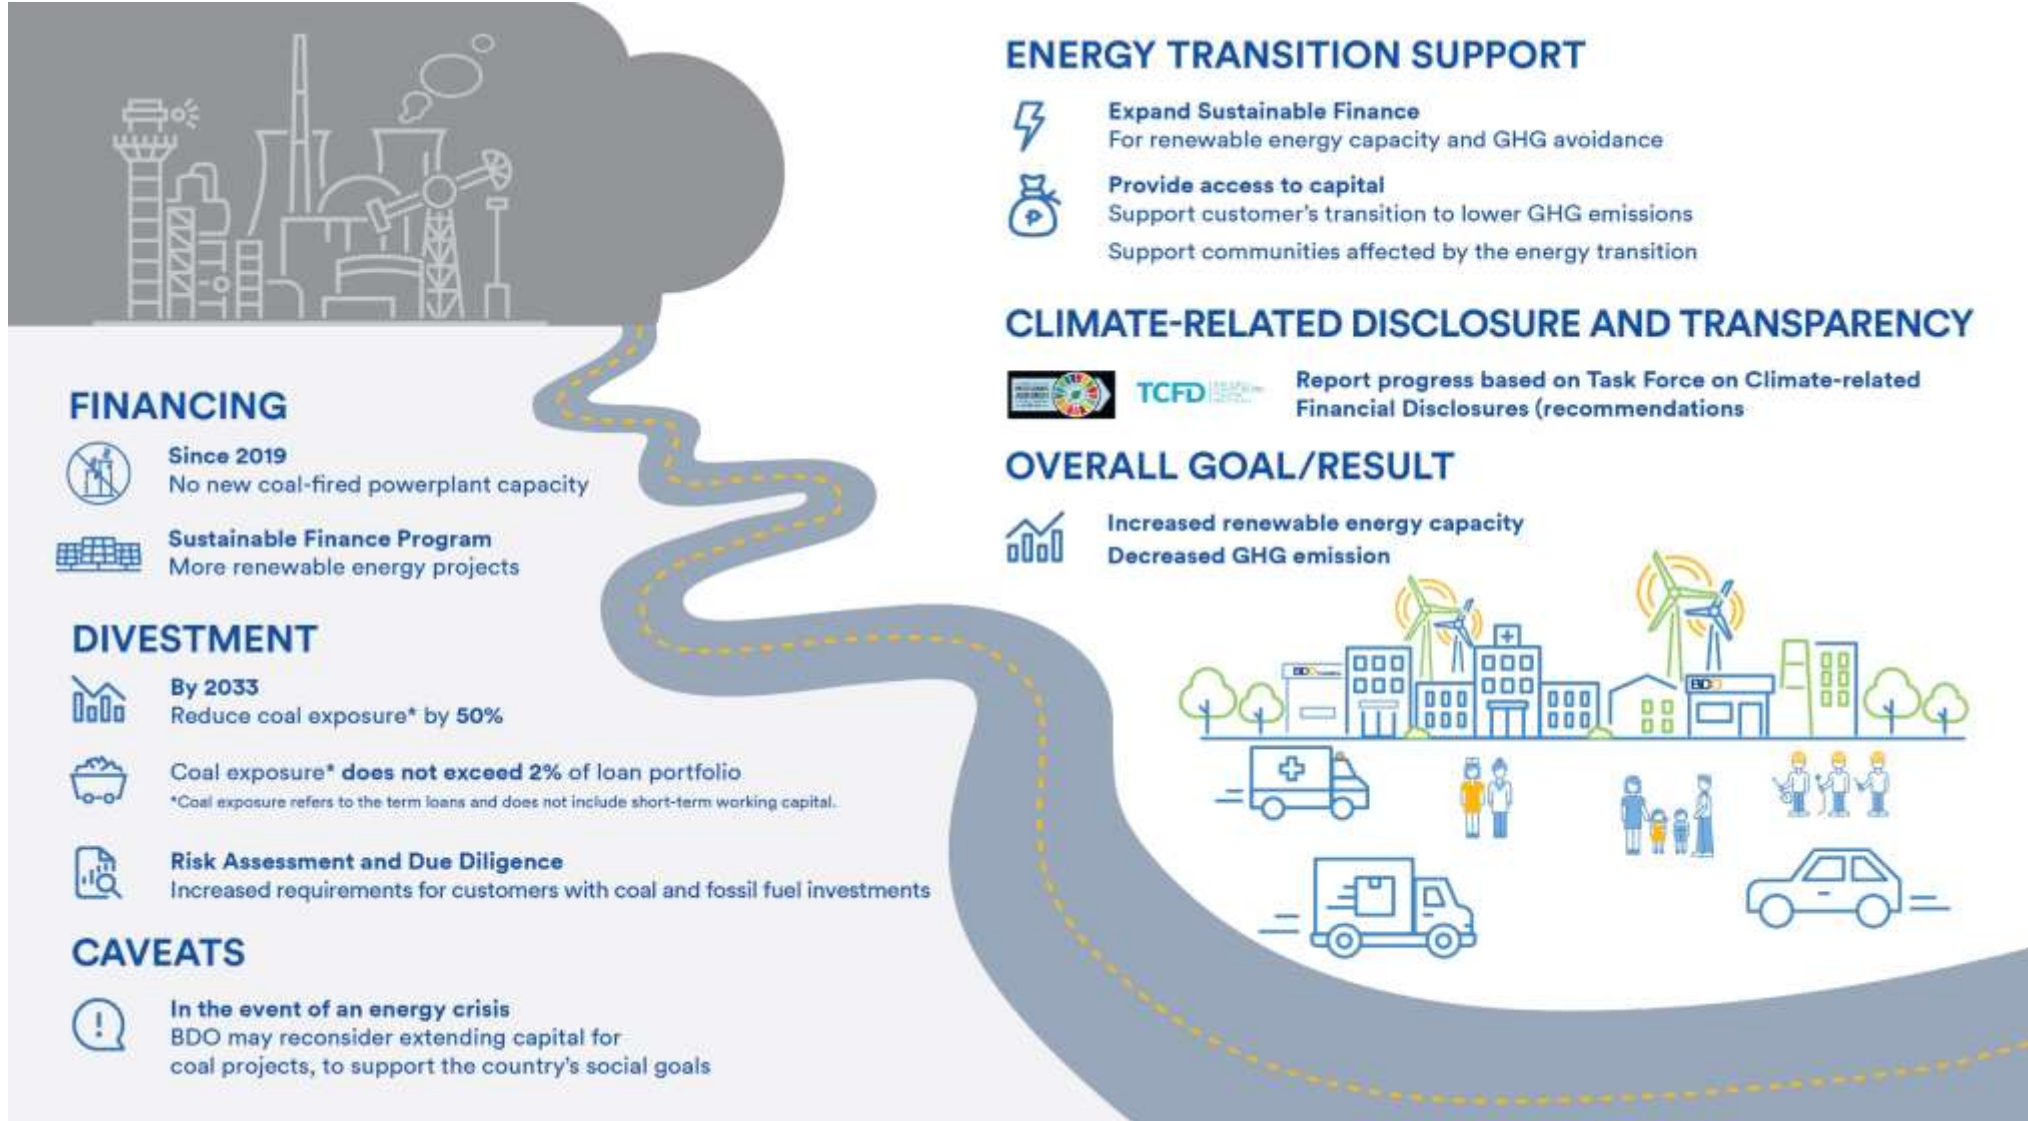 FINANCING
Since 2019
No new coal-fired powerplant capacity
Sustainable Finance Program
More renewable energy projects
DIVESTMENT
By 2033
Reduce coal exposure* by 50%
Coal exposure* does not exceed 2% of loan portfolio
*Coal exposure refers to the term loans and does not include short-term working capital.
Risk Assessment and Due Diligence
Increased requirements for customers with coal and fossil fuel investments
CAVEATS
In the event of an energy crisis
BDO may reconsider extending capital for
coal projects, to support the country's social goals
ENERGY TRANSITION SUPPORT
Expand Sustainable Finance
For renewable energy capacity and GHG avoidance
Provide access to capital
Support customer's transition to lower GHG emissions
Support communities affected by the energy transition
CLIMATE-RELATED DISCLOSURE AND TRANSPARENCY
TCFD
Report progress based on Task Force on Climate-related
Financial Disclosures (recommendations
OVERALL GOAL/RESULT
Increased renewable energy capacity
Decreased GHG emission
BDO
BDO